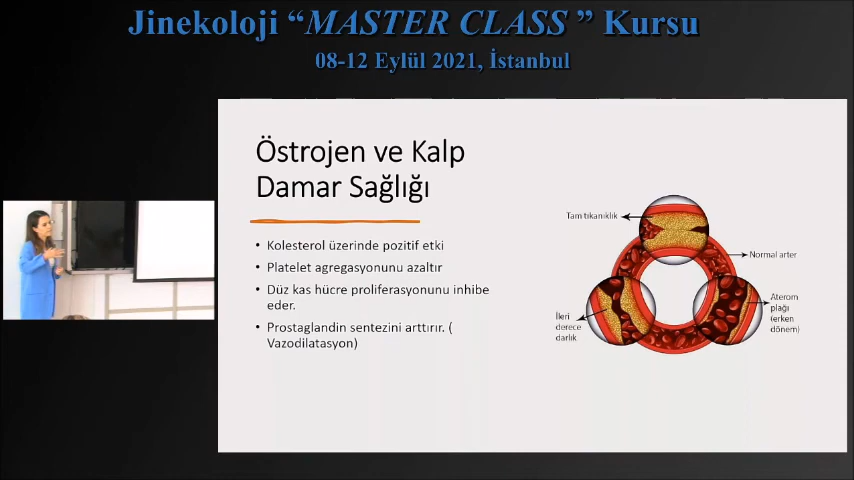 Jinekoloji “MASTER CLASS ” Kursu
08-12 Eylül 2021, İstanbul
Östrojen ve Kalp
Damar Sağlığı
• Kolesterol üzerinde pozitif etki
• Platelet agregasyonunu azaltır
• Düz kas hücre proliferasyonunu inhibe
eder.
• Prostaglandin sentezini arttırır. (
Vazodilatasyon)
Tam tıkanıklık
Normal arter
Aterom
plağı
(erken
dönem)
İleri
derece
darlık